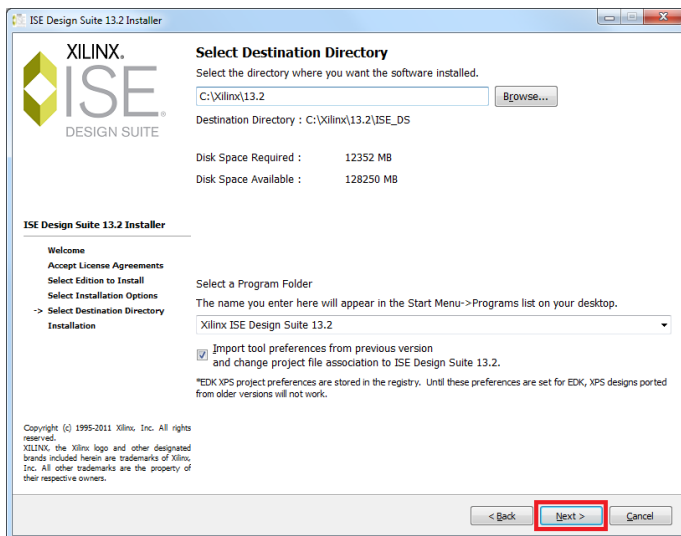 ISE Design Suite 13.2 Installer
XILINX®
ISE®
DESIGN SUITE
Select Destination Directory
Select the directory where you want the software installed.
C:\Xilinx\13.2
Browse...
Destination Directory : C:\Xilinx\13.2\ISE_DS
Disk Space Required : 12352 MB
Disk Space Available : 128250 MB
ISE Design Suite 13.2 Installer
Welcome
Accept License Agreements
Select Edition to Install
Select Installation Options
-> Select Destination Directory
Installation
Select a Program Folder
The name you enter here will appear in the Start Menu->Programs list on your desktop.
Xilinx ISE Design Suite 13.2
Import tool preferences from previous version
and change project file association to ISE Design Suite 13.2.
*EDK XPS project preferences are stored in the registry. Until these preferences are set for EDK, XPS designs ported
from older versions will not work.
Copyright (c) 1995-2011 Xilinx, Inc. All rights
reserved.
XILINX, the Xilinx logo and other designated
brands included herein are trademarks of Xilinx,
Inc. All other trademarks are the property of
their respective owners.
< Back
Next >
Cancel